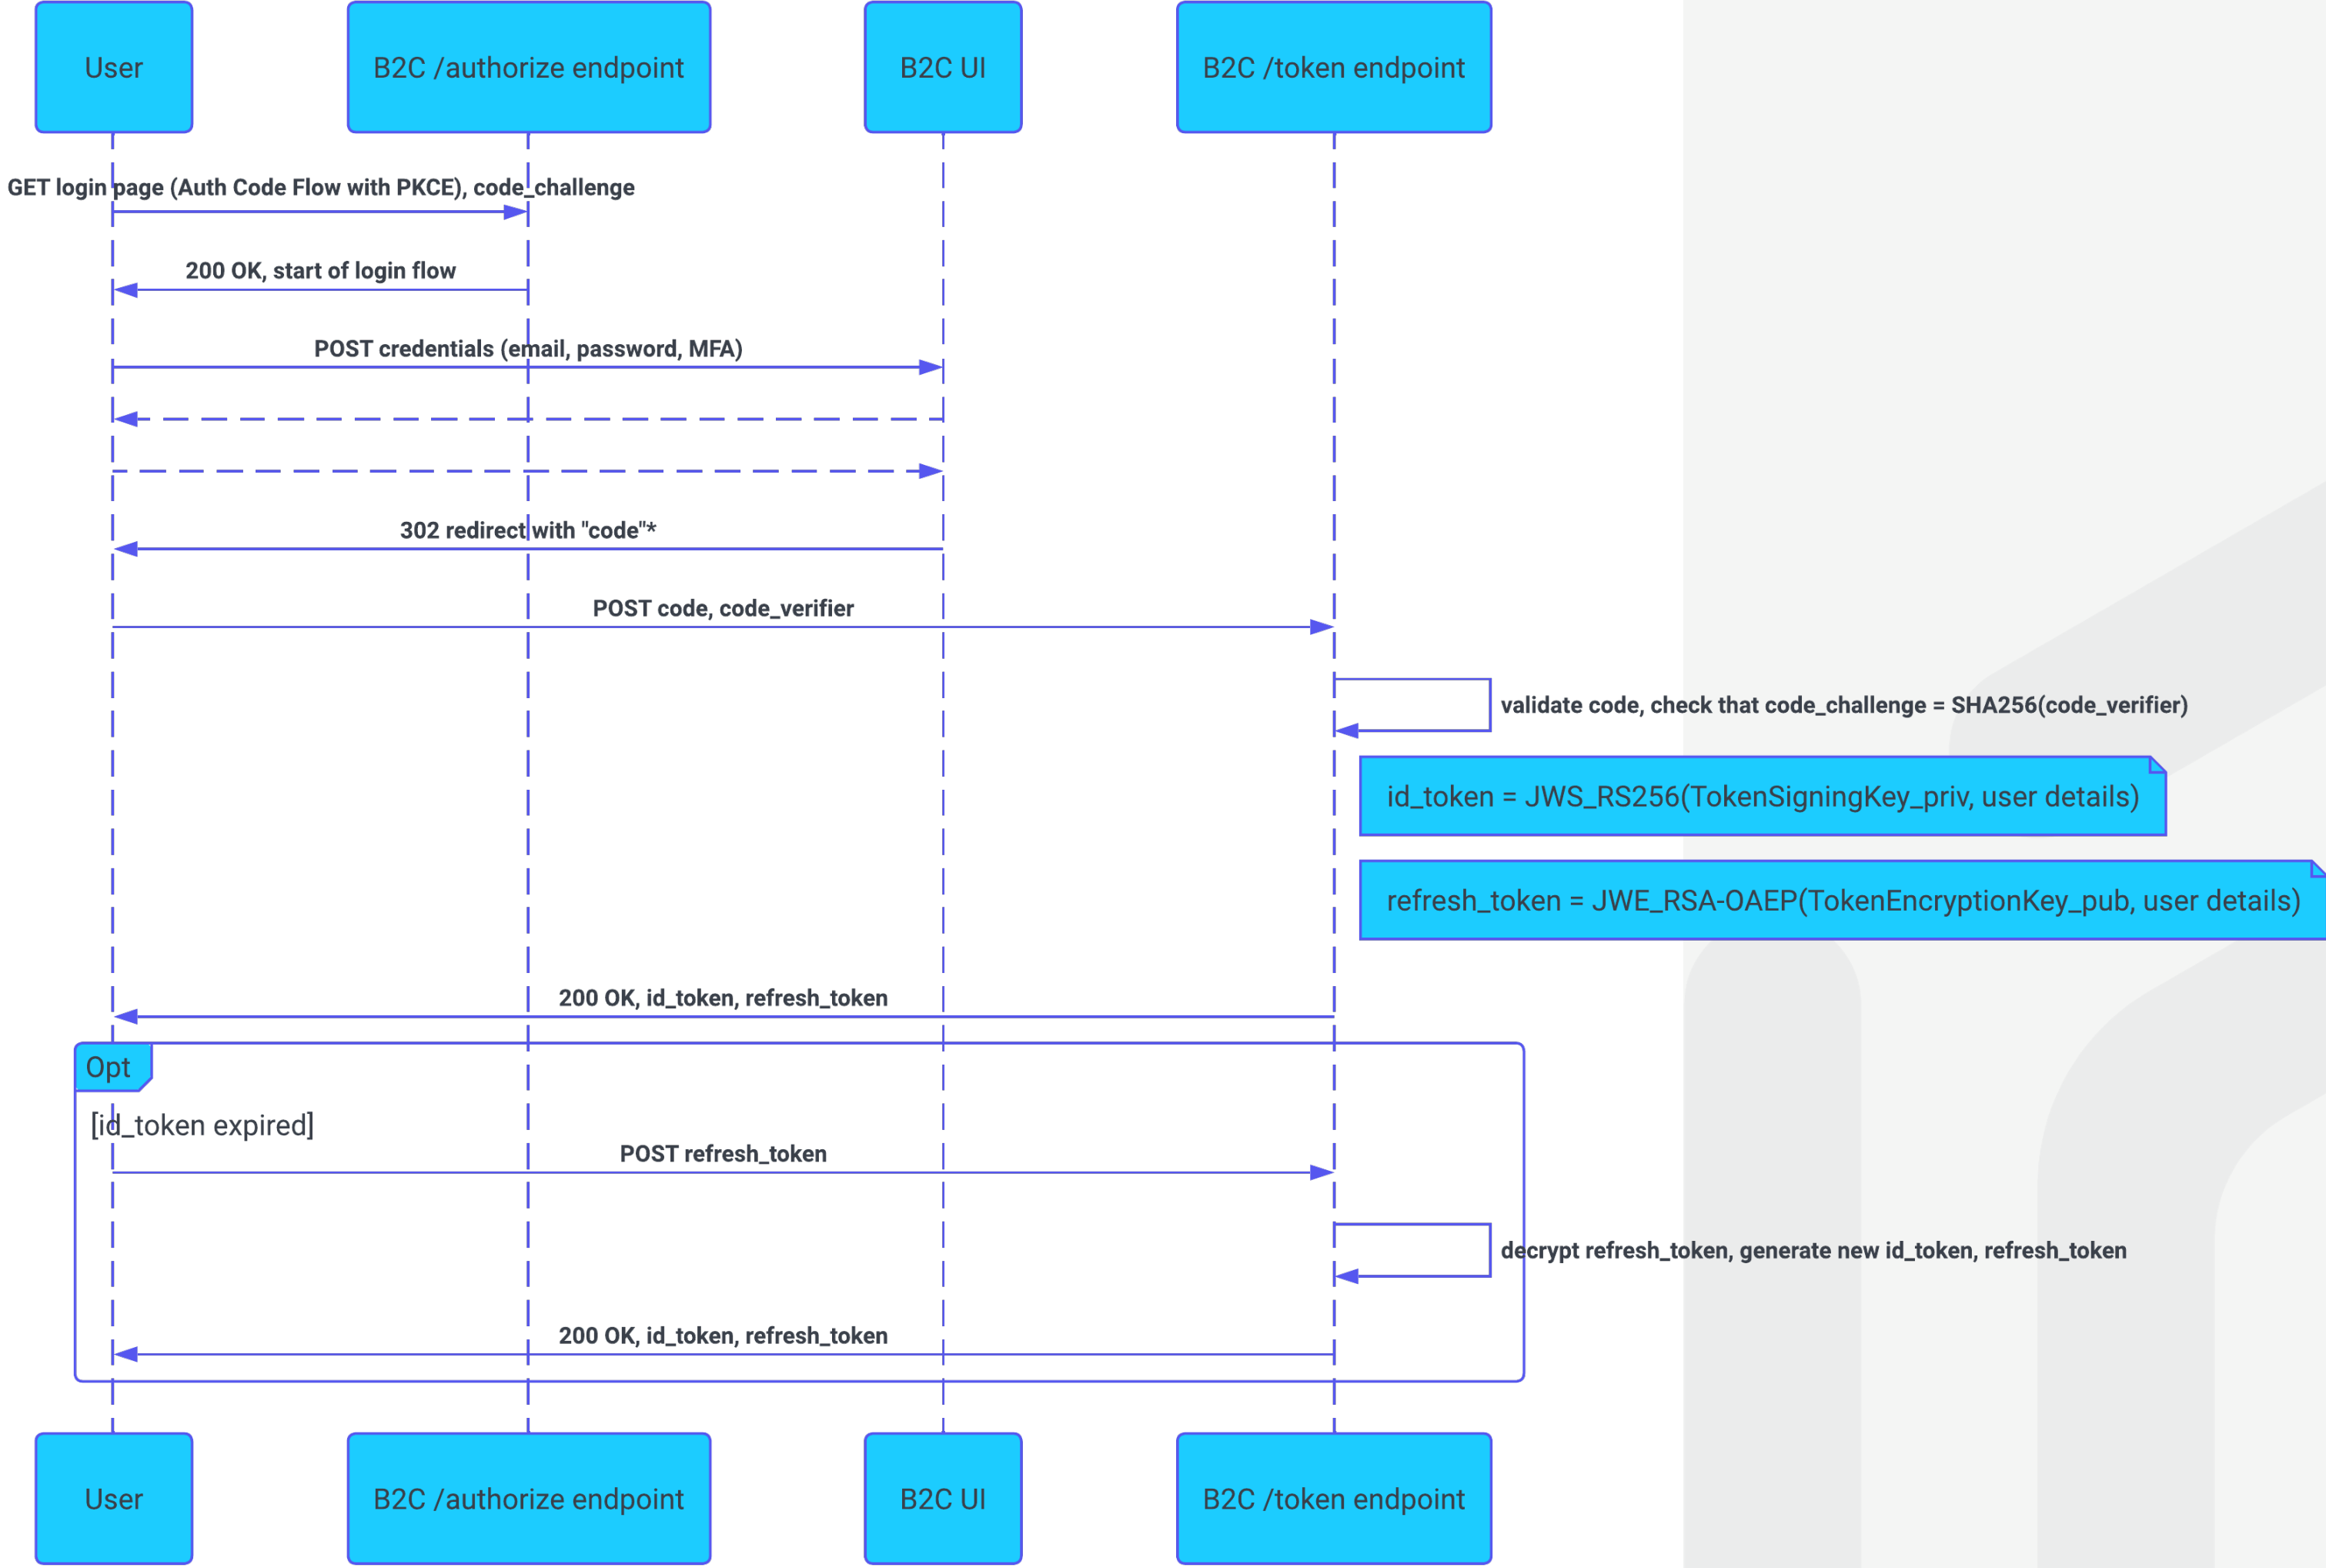 User
B2C /authorize endpoint
B2C UI
B2C /token endpoint
GET login page (Auth Code Flow with PKCE), code_challenge
200 OK, start of login flow
POST credentials (email, password, MFA)
302 redirect with "code"*
POST code, code_verifier
validate code, check that code_challenge = SHA256(code_verifier)
id_token = JWS_RS256(TokenSigningKey_priv, user details)
refresh_token = JWE_RSA-OAEP(TokenEncryptionKey_pub, user details)
200 OK, id_token, refresh_token
Opt
[id_token expired]
POST refresh_token
decrypt refresh_token, generate new id_token, refresh_token
200 OK, id_token, refresh_token
User
B2C /authorize endpoint
B2C UI
B2C /token endpoint